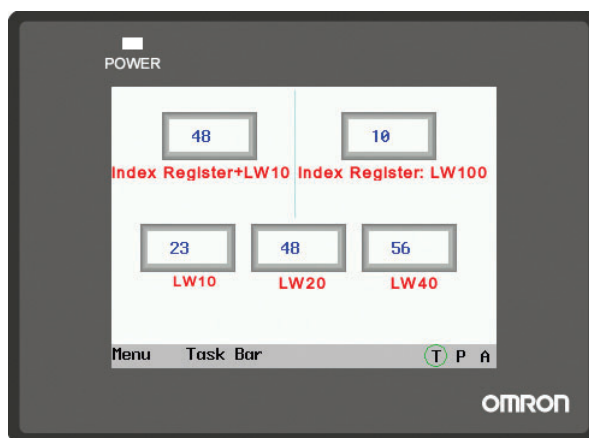 POWER
48 10
Index Register+LW10 Index Register: LW100
23 48 56
LW10 LW20 LW40
Menu Task Bar T P A
OMRON